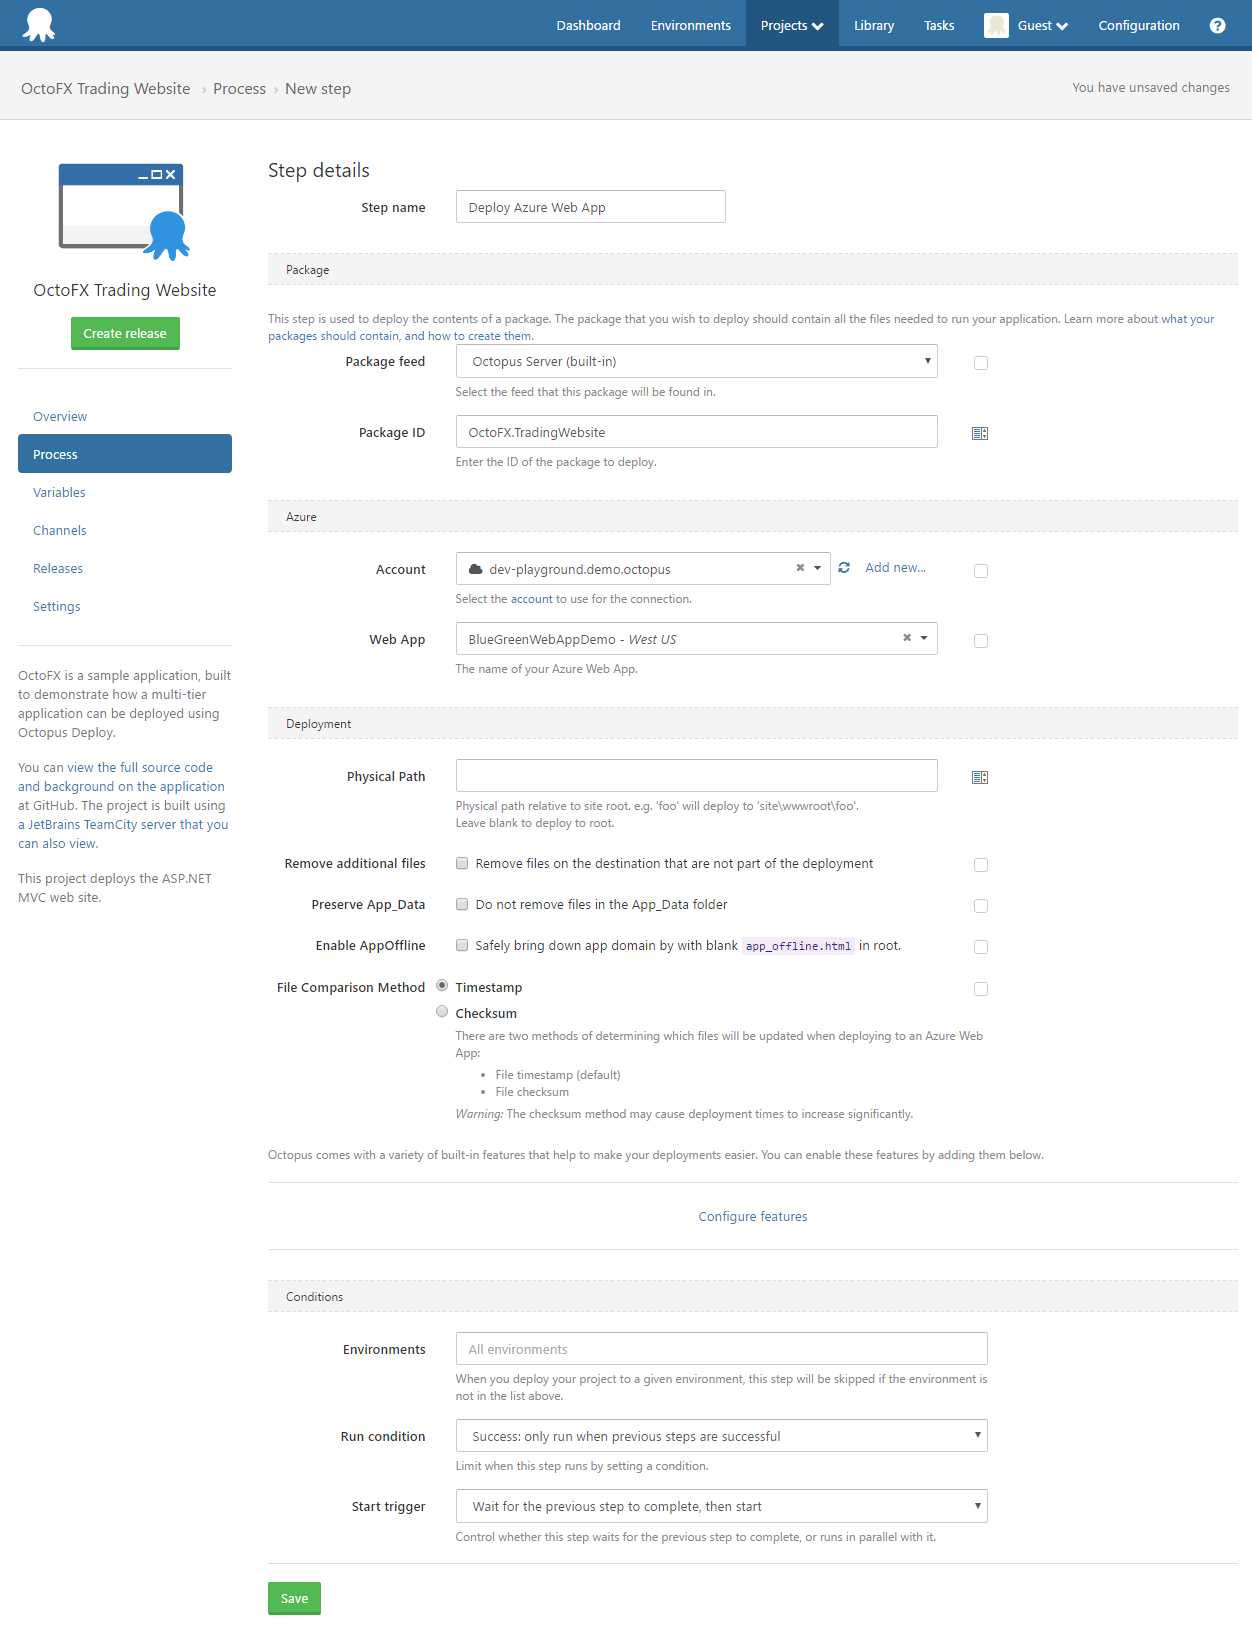 Dashboard Environments Projects Library Tasks Guest Configuration ?
OctoFX Trading Website › Process › New step You have unsaved changes
OctoFX Trading Website
Create release
Overview
Process
Variables
Channels
Releases
Settings
OctoFX is a sample application, built
to demonstrate how a multi-tier
application can be deployed using
Octopus Deploy.
You can view the full source code
and background on the application
at GitHub. The project is built using
a JetBrains TeamCity server that you
can also view.
This project deploys the ASP.NET
MVC web site.
Step details
Step name Deploy Azure Web App
Package
This step is used to deploy the contents of a package. The package that you wish to deploy should contain all the files needed to run your application. Learn more about what your
packages should contain, and how to create them.
Package feed Octopus Server (built-in)
Select the feed that this package will be found in.
Package ID OctoFX.TradingWebsite
Enter the ID of the package to deploy.
Azure
Account dev-playground.demo.octopus Add new...
Select the account to use for the connection.
Web App BlueGreenWebAppDemo - West US
The name of your Azure Web App.
Deployment
Physical Path
Physical path relative to site root. e.g. 'foo' will deploy to 'site\wwwroot\foo'.
Leave blank to deploy to root.
Remove additional files Remove files on the destination that are not part of the deployment
Preserve App_Data Do not remove files in the App_Data folder
Enable AppOffline Safely bring down app domain by with blank app_offline.html in root.
File Comparison Method Timestamp
Checksum
There are two methods of determining which files will be updated when deploying to an Azure Web
App:
• File timestamp (default)
• File checksum
Warning: The checksum method may cause deployment times to increase significantly.
Octopus comes with a variety of built-in features that help to make your deployments easier. You can enable these features by adding them below.
Configure features
Conditions
Environments All environments
When you deploy your project to a given environment, this step will be skipped if the environment is
not in the list above.
Run condition Success: only run when previous steps are successful
Limit when this step runs by setting a condition.
Start trigger Wait for the previous step to complete, then start
Control whether this step waits for the previous step to complete, or runs in parallel with it.
Save